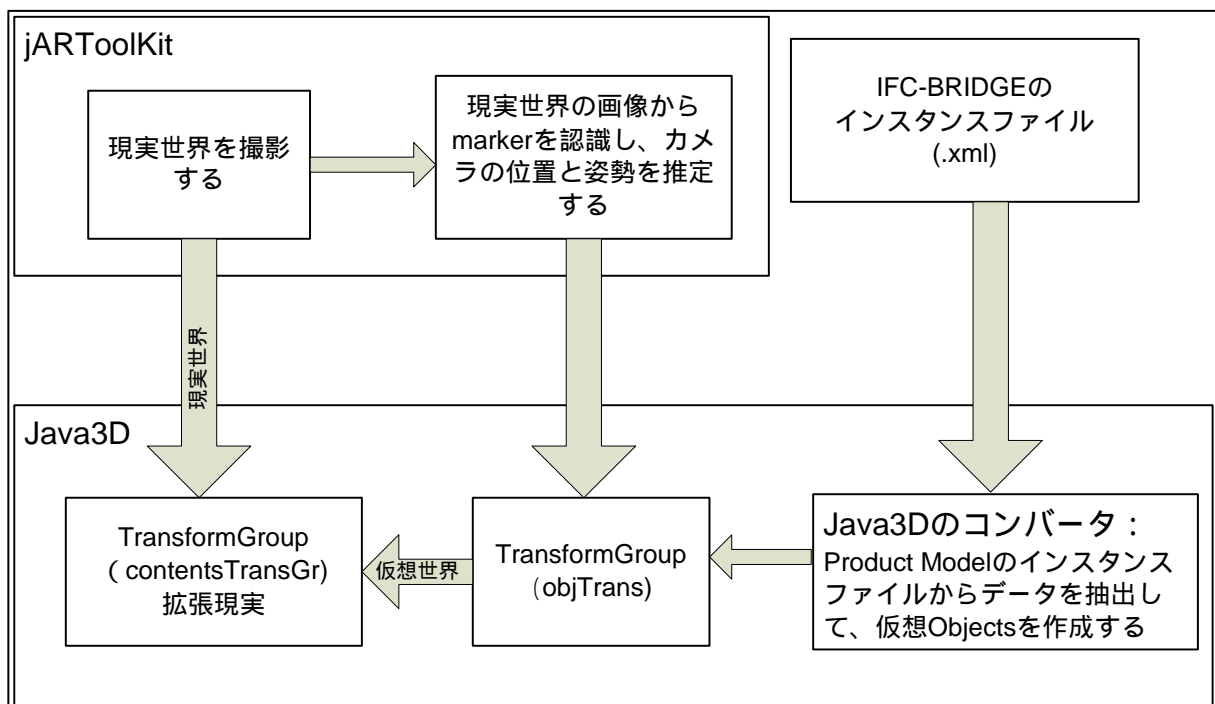 jARToolKit
現実世界を撮影
する
現実世界の画像から
markerを認識し、カメ
ラの位置と姿勢を推定
する
IFC-BRIDGEの
インスタンスファイル
(.xml)
現実世界
Java3D
TransformGroup
（contentsTransGr)
拡張現実
仮想世界
TransformGroup
(objTrans)
Java3Dのコンバータ：
Product Modelのインスタンス
ファイルからデータを抽出し
て、仮想Objectsを作成する